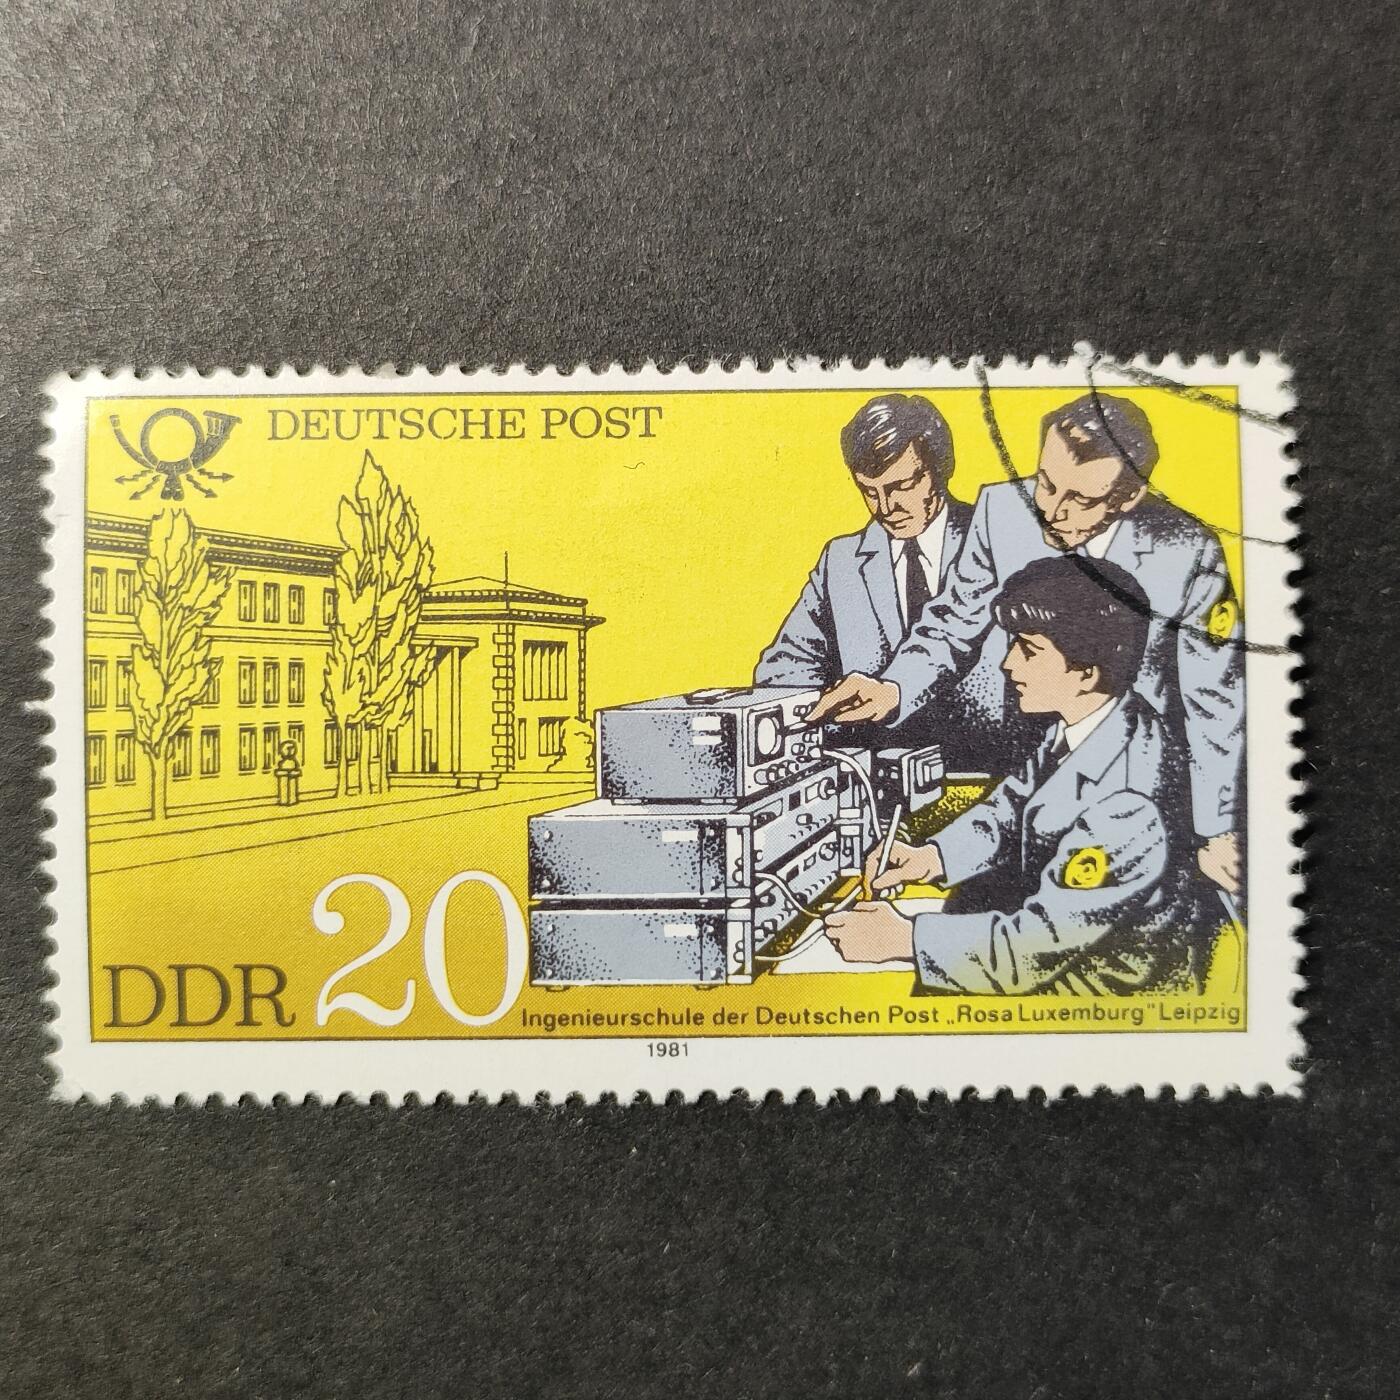 DEUTSCHE POST
DDR 20
Ingenieurschule der Deutschen Post „Rosa Luxemburg" Leipzig
1981